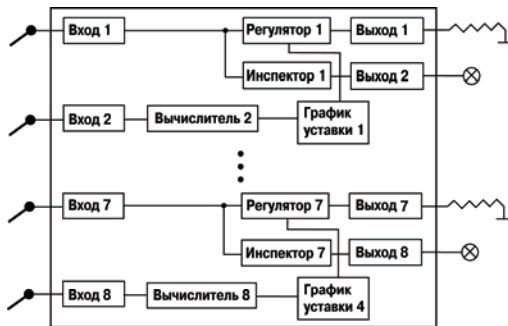 Вход 1
Регулятор 1
Выход 1
Инспектор 1
Выход 2
Вход 2
Вычислитель 2
График
уставки 1
Вход 7
Регулятор 7
Выход 7
Инспектор 7
Выход 8
Вход 8
Вычислитель 8
График
уставки 4